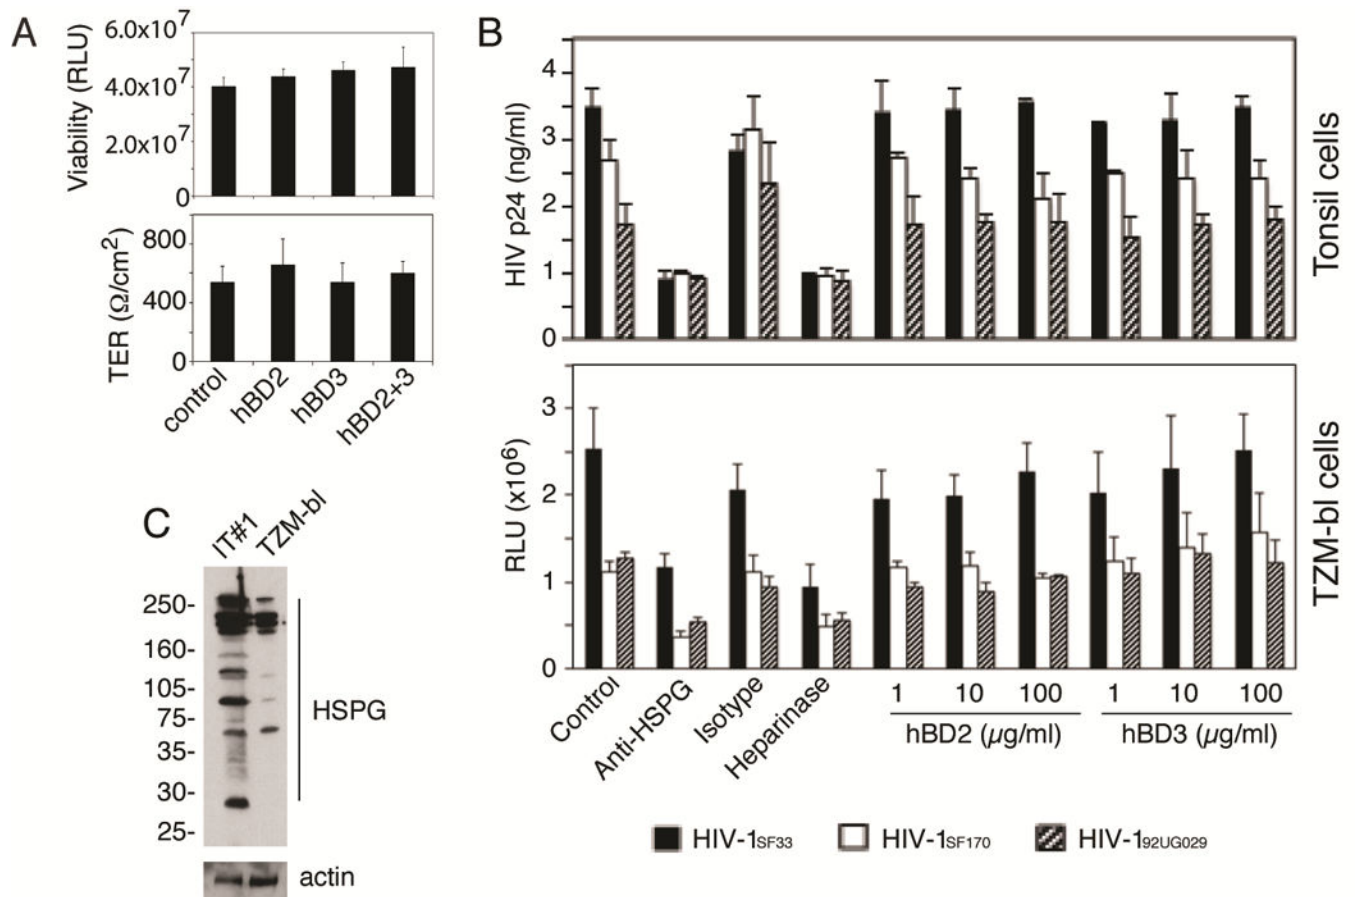 A
Viability (RLU)
6.0x10⁷
4.0x10⁷
2.0x10⁷
0
TER (Ω/cm²)
800
400
0
control
hBD2
hBD3
hBD2+3
B
HIV p24 (ng/ml)
4
3
2
1
0
Tonsil cells
RLU (x10⁶)
3
2
1
0
TZM-bl cells
Control
Anti-HSPG
Isotype
Heparinase
1 10 100
hBD2 (µg/ml)
1 10 100
hBD3 (µg/ml)
HIV-1SF33 HIV-1SF170 HIV-192UG029
C
IT#1 TZM-bl
250-
160-
105-
75-
35-
30-
25-
HSPG
actin